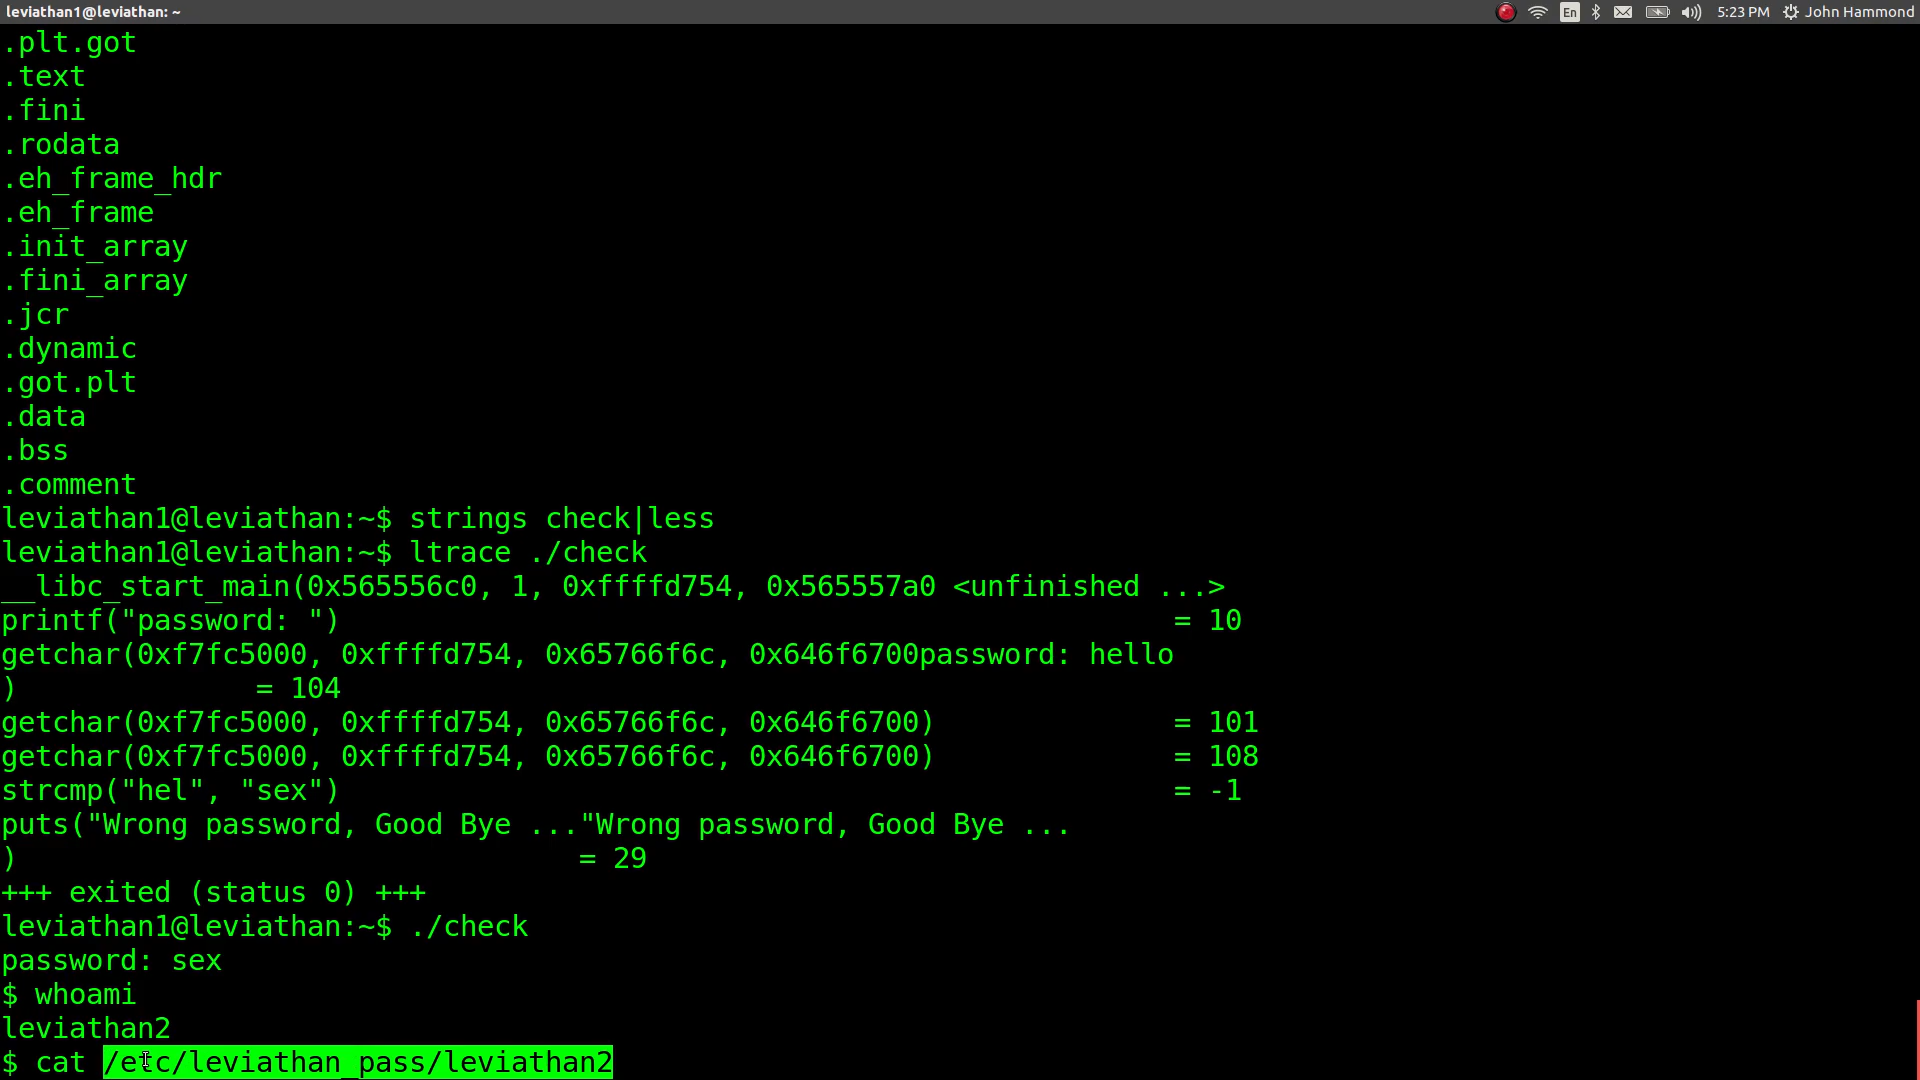 leviathan1@leviathan: ~
En
5:23 PM
John Hammond
.plt.got
.text
.fini
.rodata
.eh_frame_hdr
.eh_frame
.init_array
.fini_array
.jcr
.dynamic
.got.plt
.data
.bss
.comment
leviathan1@leviathan:~$ strings check|less
leviathan1@leviathan:~$ ltrace ./check
__libc_start_main(0x565556c0, 1, 0xffffd754, 0x565557a0 <unfinished ...>
printf("password: ") = 10
getchar(0xf7fc5000, 0xffffd754, 0x65766f6c, 0x646f6700password: hello
) = 104
getchar(0xf7fc5000, 0xffffd754, 0x65766f6c, 0x646f6700) = 101
getchar(0xf7fc5000, 0xffffd754, 0x65766f6c, 0x646f6700) = 108
strcmp("hel", "sex") = -1
puts("Wrong password, Good Bye ..."Wrong password, Good Bye ...
) = 29
+++ exited (status 0) +++
leviathan1@leviathan:~$ ./check
password: sex
$ whoami
leviathan2
$ cat /etc/leviathan_pass/leviathan2